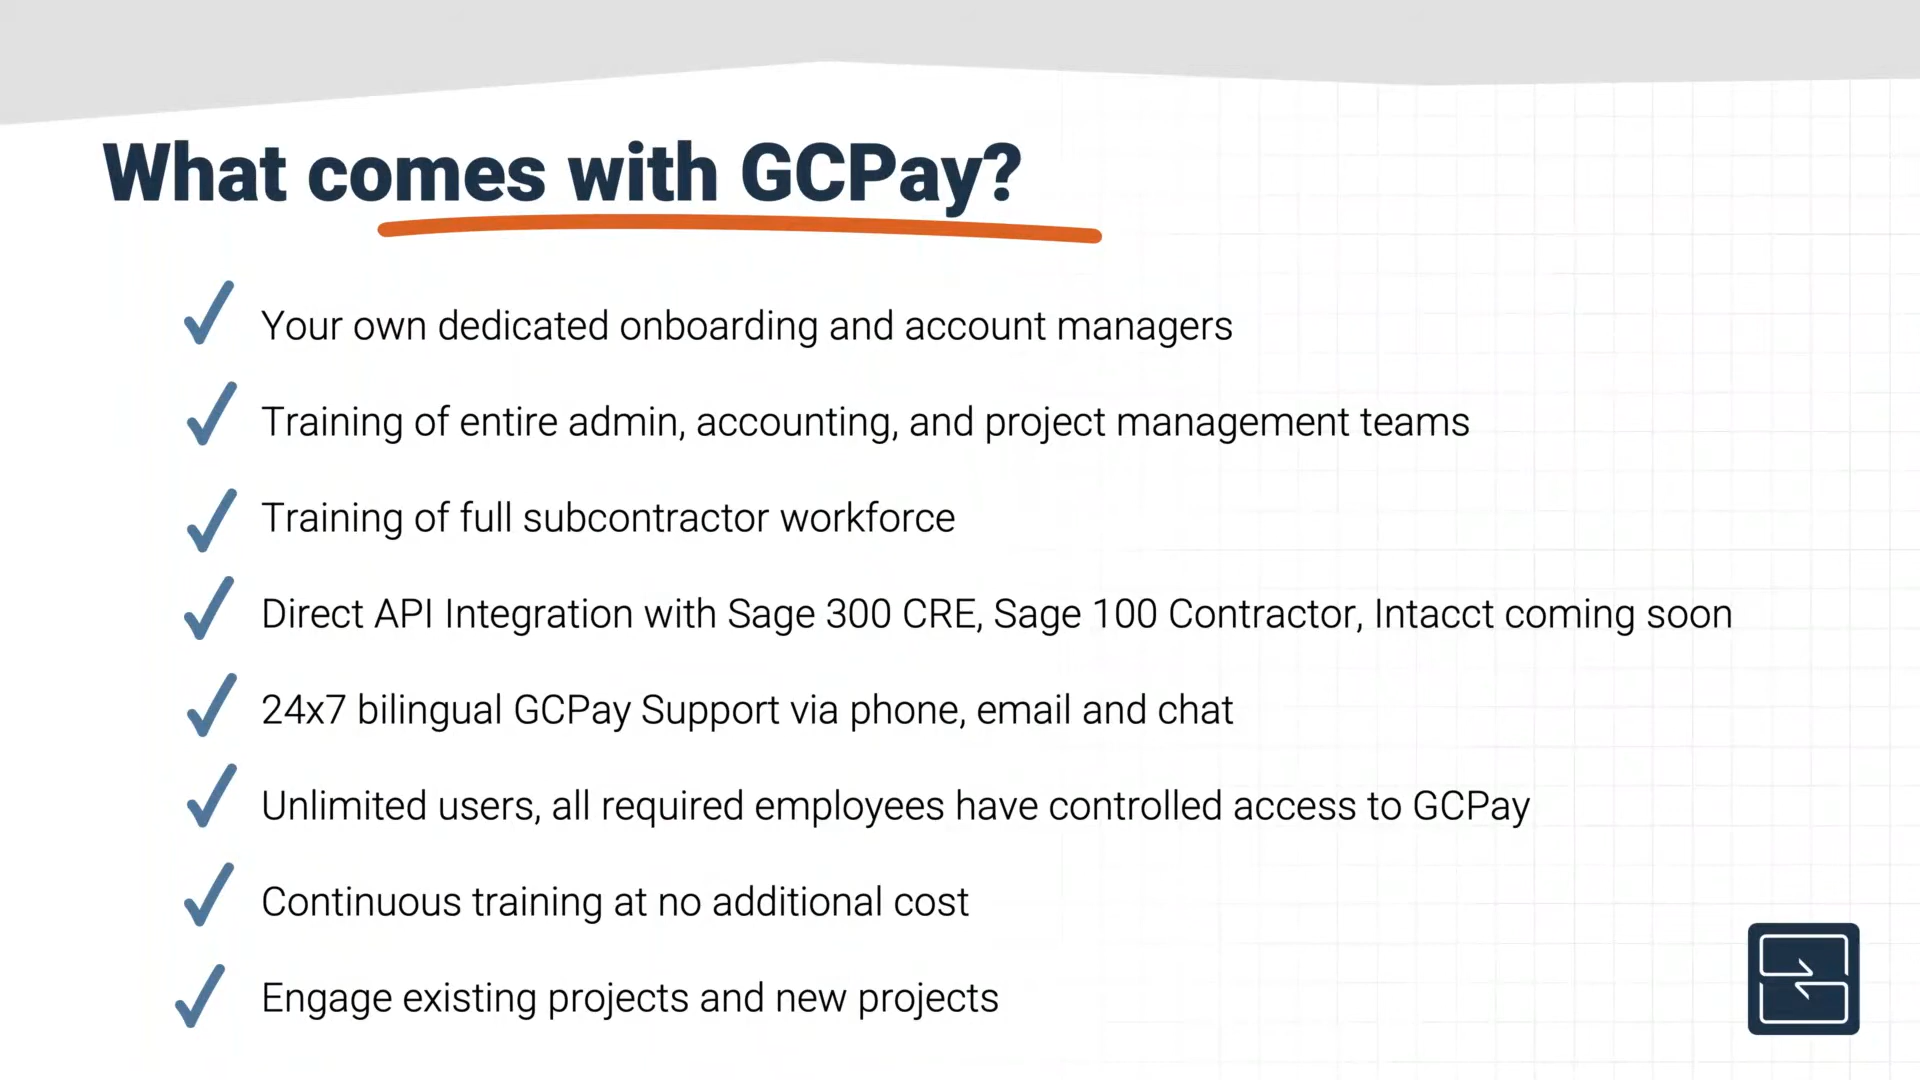 What comes with GCPay?
Your own dedicated onboarding and account managers
Training of entire admin, accounting, and project management teams
Training of full subcontractor workforce
Direct API Integration with Sage 300 CRE, Sage 100 Contractor, Intacct coming soon
24x7 bilingual GCPay Support via phone, email and chat
Unlimited users, all required employees have controlled access to GCPay
Continuous training at no additional cost
Engage existing projects and new projects